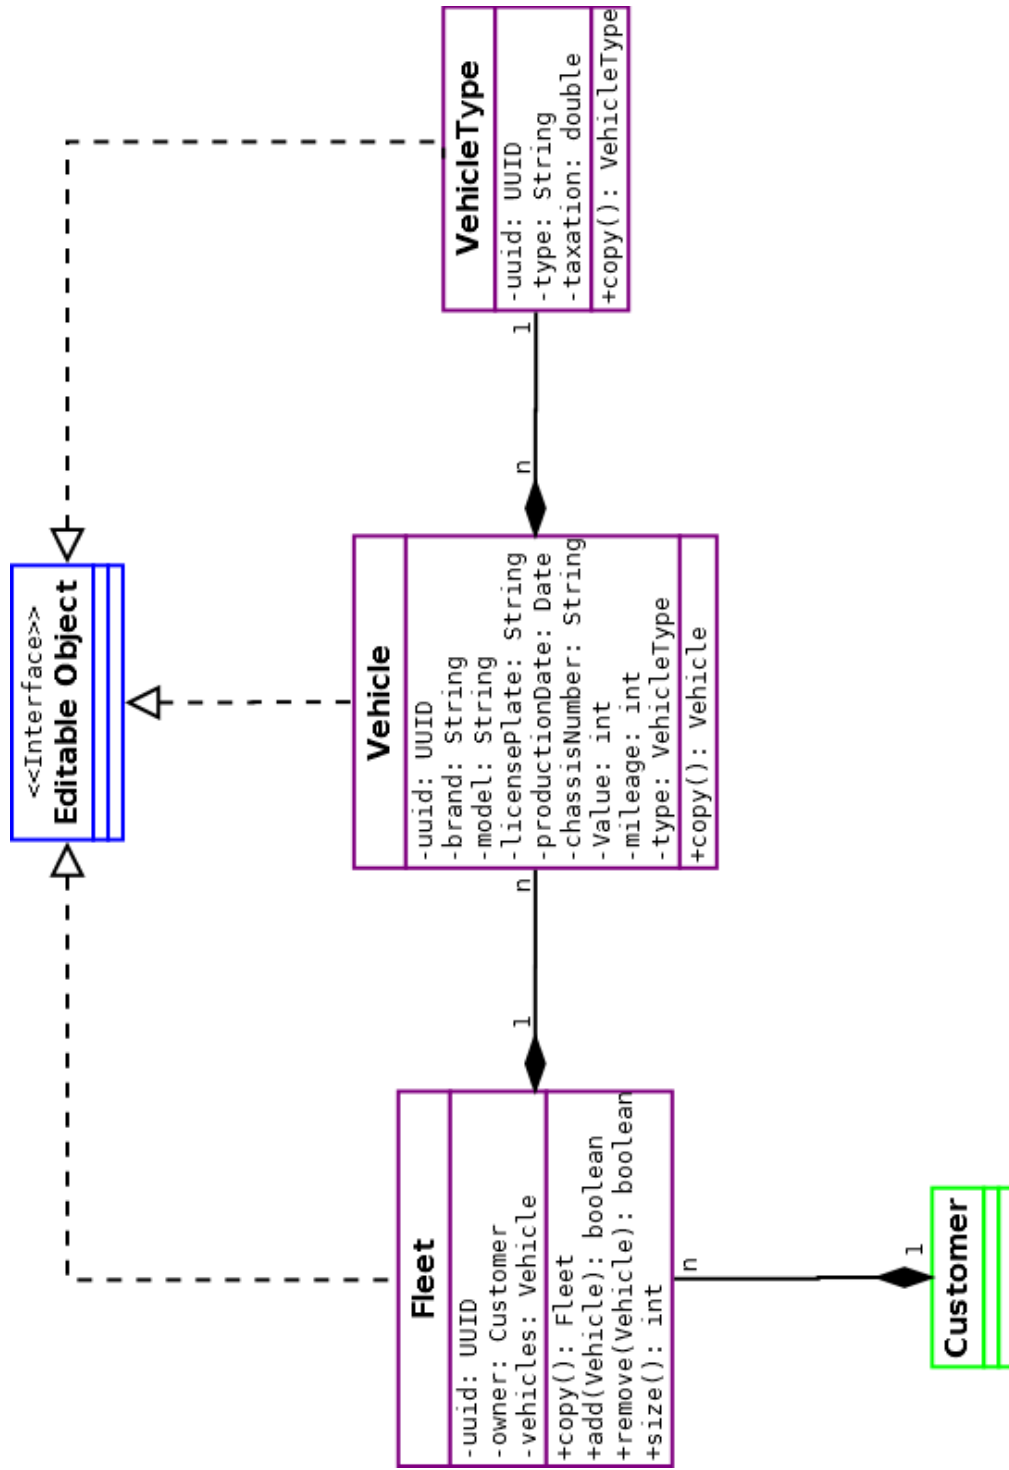 <<Interface>>
Editable Object
Fleet
-uuid: UUID
-owner: Customer
-vehicles: Vehicle
+copy(): Fleet
+add(Vehicle): boolean
+remove(Vehicle): boolean
+size(): int
1
n
Vehicle
-uuid: UUID
-brand: String
-model: String
-licensePlate: String
-productionDate: Date
-chassisNumber: String
-Value: int
-mileage: int
-type: VehicleType
+copy(): Vehicle
n
1
VehicleType
-uuid: UUID
-type: String
-taxation: double
+copy(): VehicleType
n
1
Customer